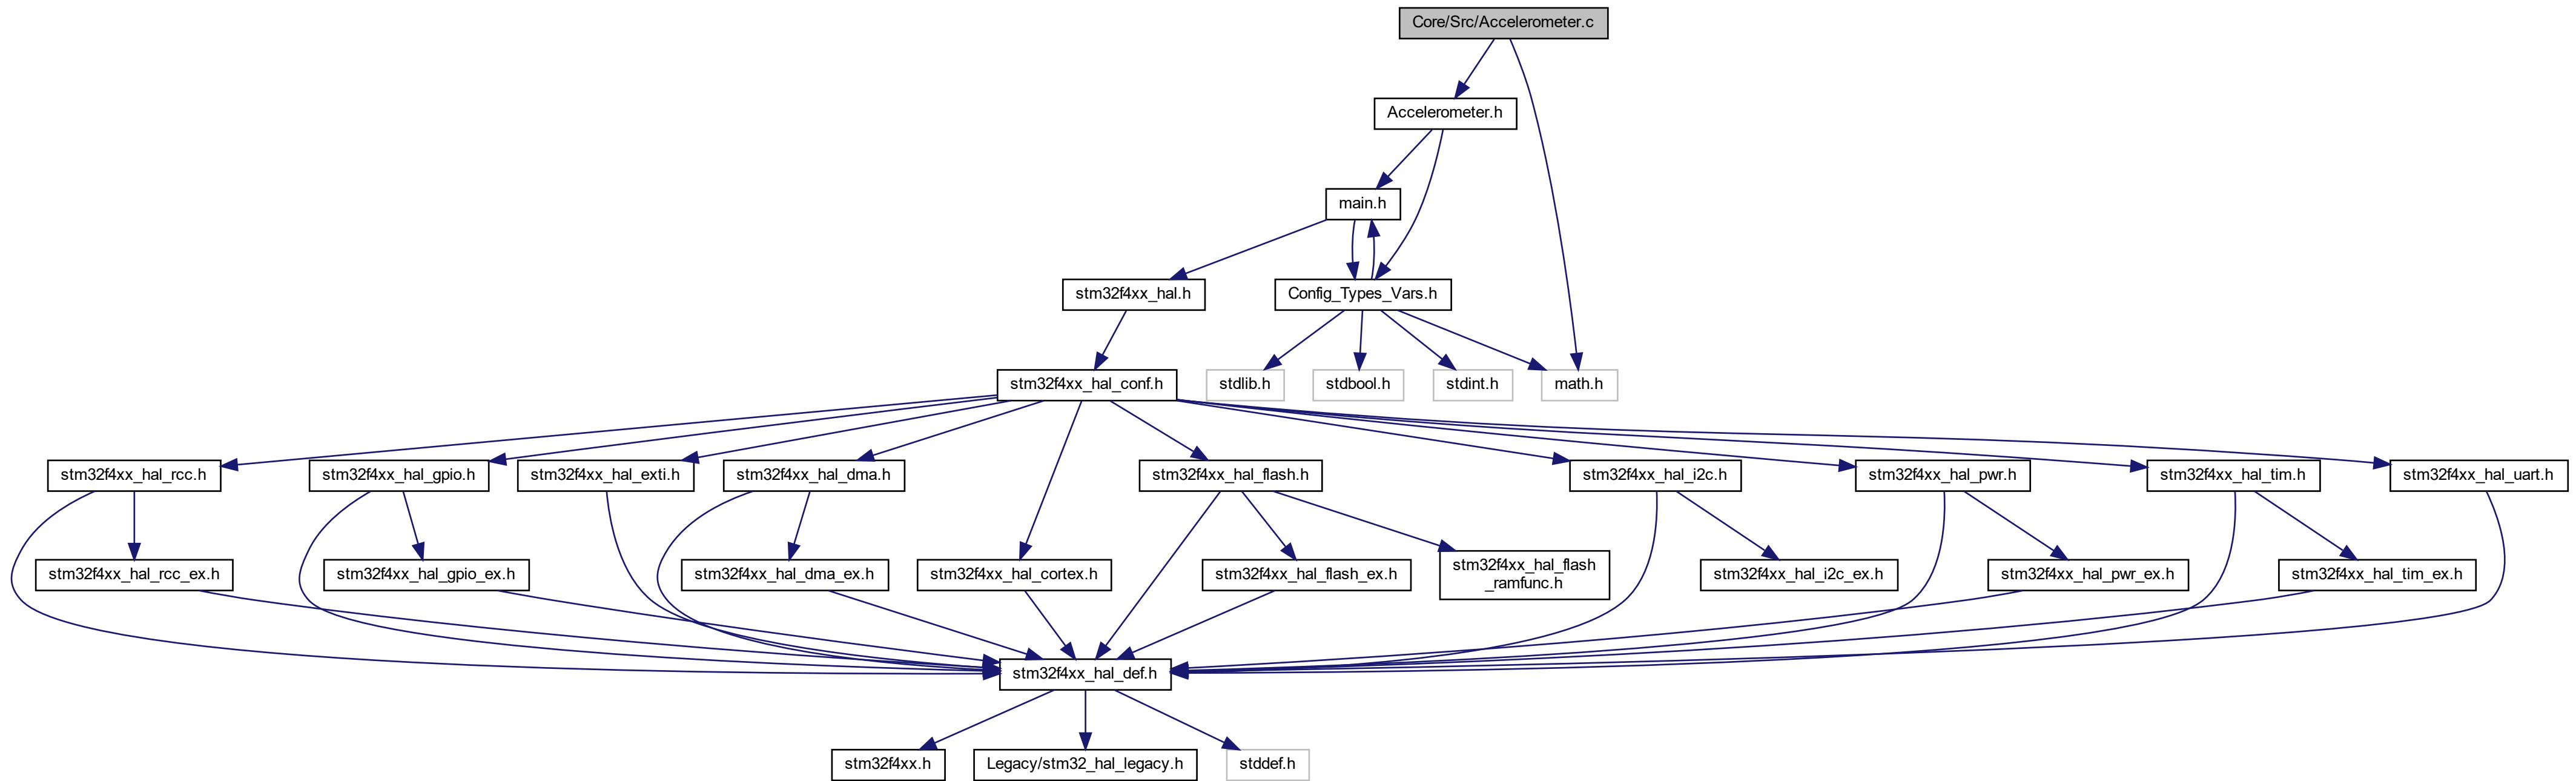 Core/Src/Accelerometer.c
Accelerometer.h
main.h
stm32f4xx_hal.h
Config_Types_Vars.h
stm32f4xx_hal_conf.h
stdlib.h
stdbool.h
stdint.h
math.h
stm32f4xx_hal_rcc.h
stm32f4xx_hal_gpio.h
stm32f4xx_hal_exti.h
stm32f4xx_hal_dma.h
stm32f4xx_hal_flash.h
stm32f4xx_hal_i2c.h
stm32f4xx_hal_pwr.h
stm32f4xx_hal_tim.h
stm32f4xx_hal_uart.h
stm32f4xx_hal_rcc_ex.h
stm32f4xx_hal_gpio_ex.h
stm32f4xx_hal_dma_ex.h
stm32f4xx_hal_cortex.h
stm32f4xx_hal_flash_ex.h
stm32f4xx_hal_flash
_ramfunc.h
stm32f4xx_hal_i2c_ex.h
stm32f4xx_hal_pwr_ex.h
stm32f4xx_hal_tim_ex.h
stm32f4xx_hal_def.h
stm32f4xx.h
Legacy/stm32_hal_legacy.h
stddef.h